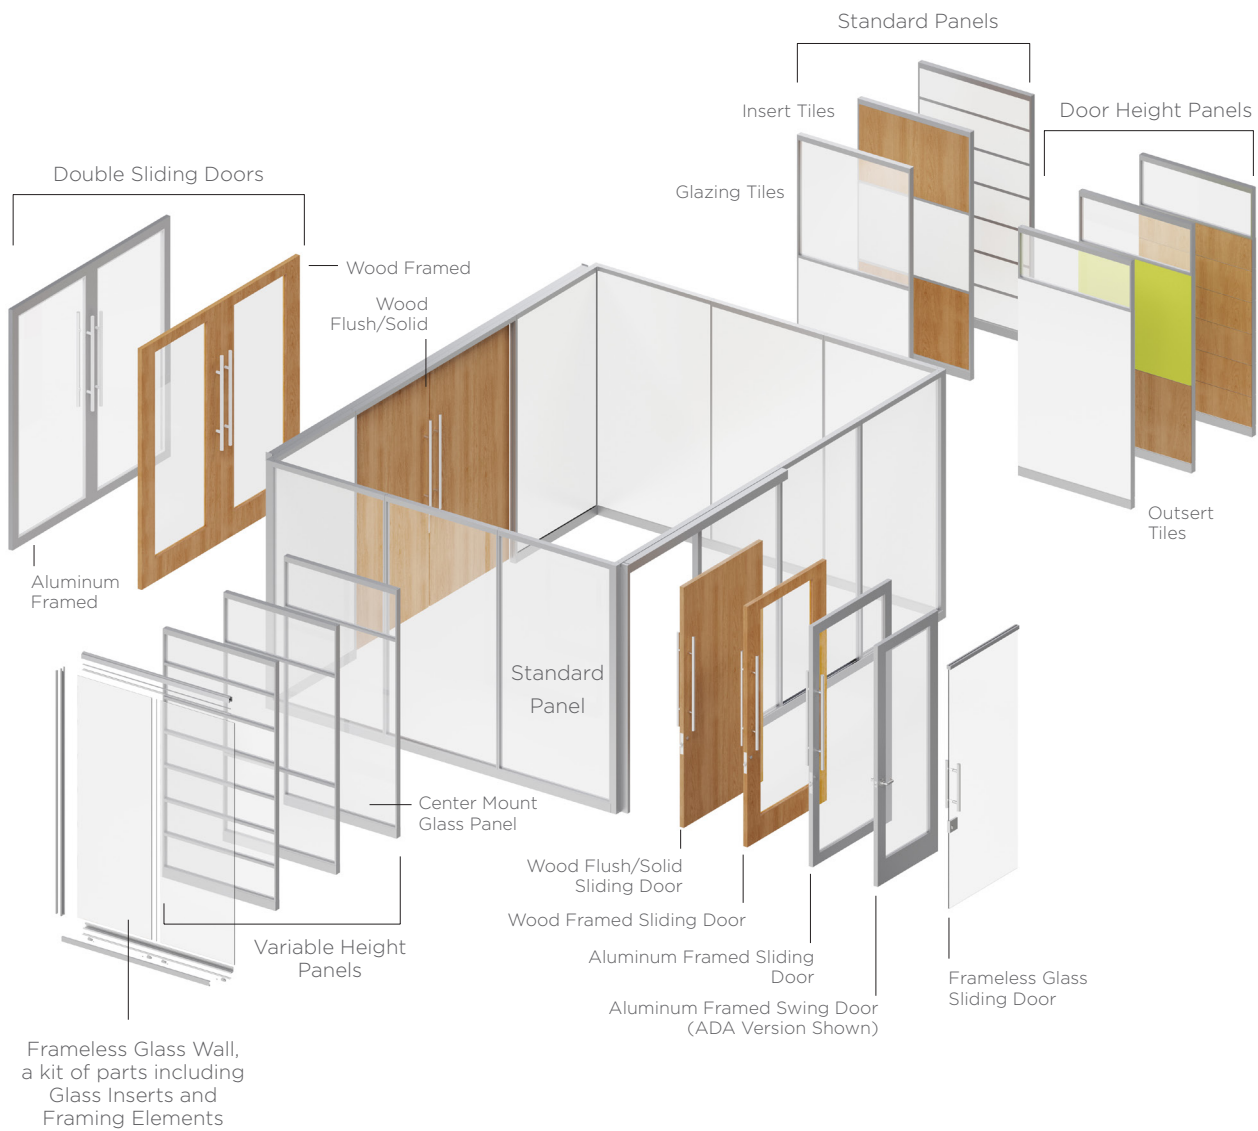 Standard Panels
Insert Tiles
Door Height Panels
Glazing Tiles
Double Sliding Doors
Wood Framed
Wood
Flush/Solid
Outsert
Tiles
Aluminum
Framed
Standard
Panel
Center Mount
Glass Panel
Wood Flush/Solid
Sliding Door
Wood Framed Sliding Door
Variable Height
Panels
Aluminum Framed Sliding
Door
Frameless Glass
Sliding Door
Aluminum Framed Swing Door
(ADA Version Shown)
Frameless Glass Wall,
a kit of parts including
Glass Inserts and
Framing Elements